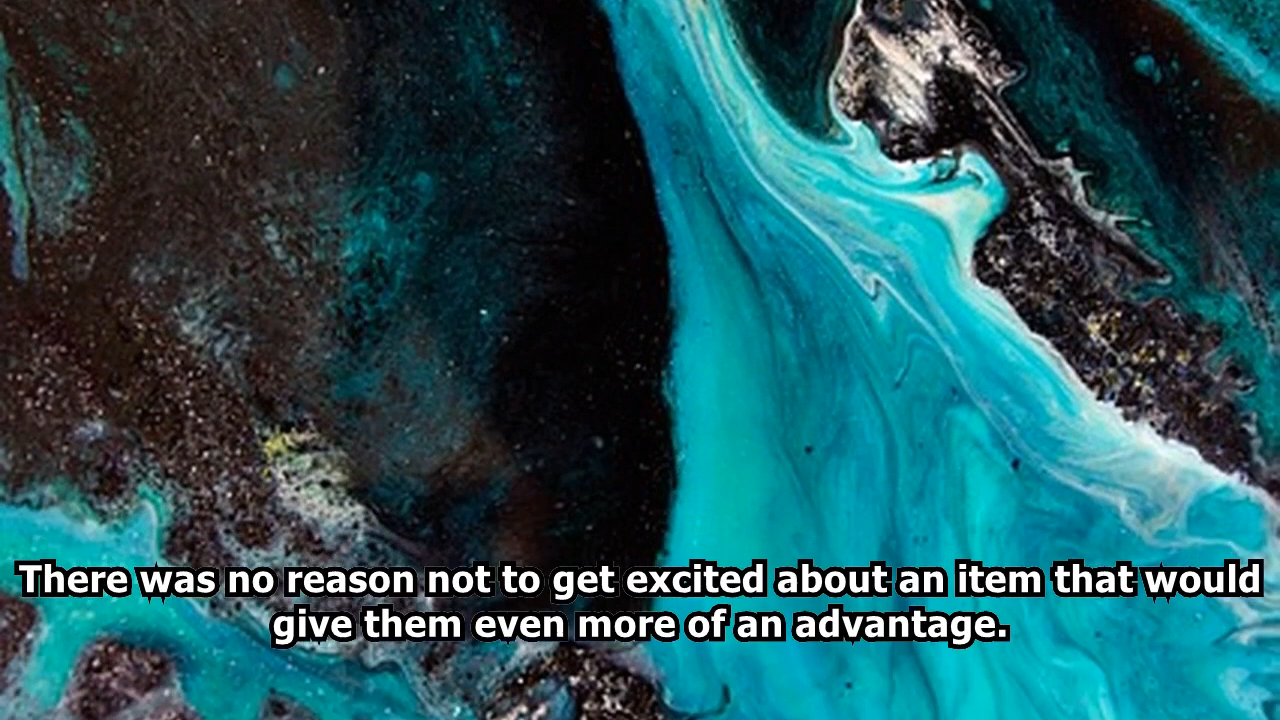 There was no reason not to get excited about an item that would
give them even more of an advantage.